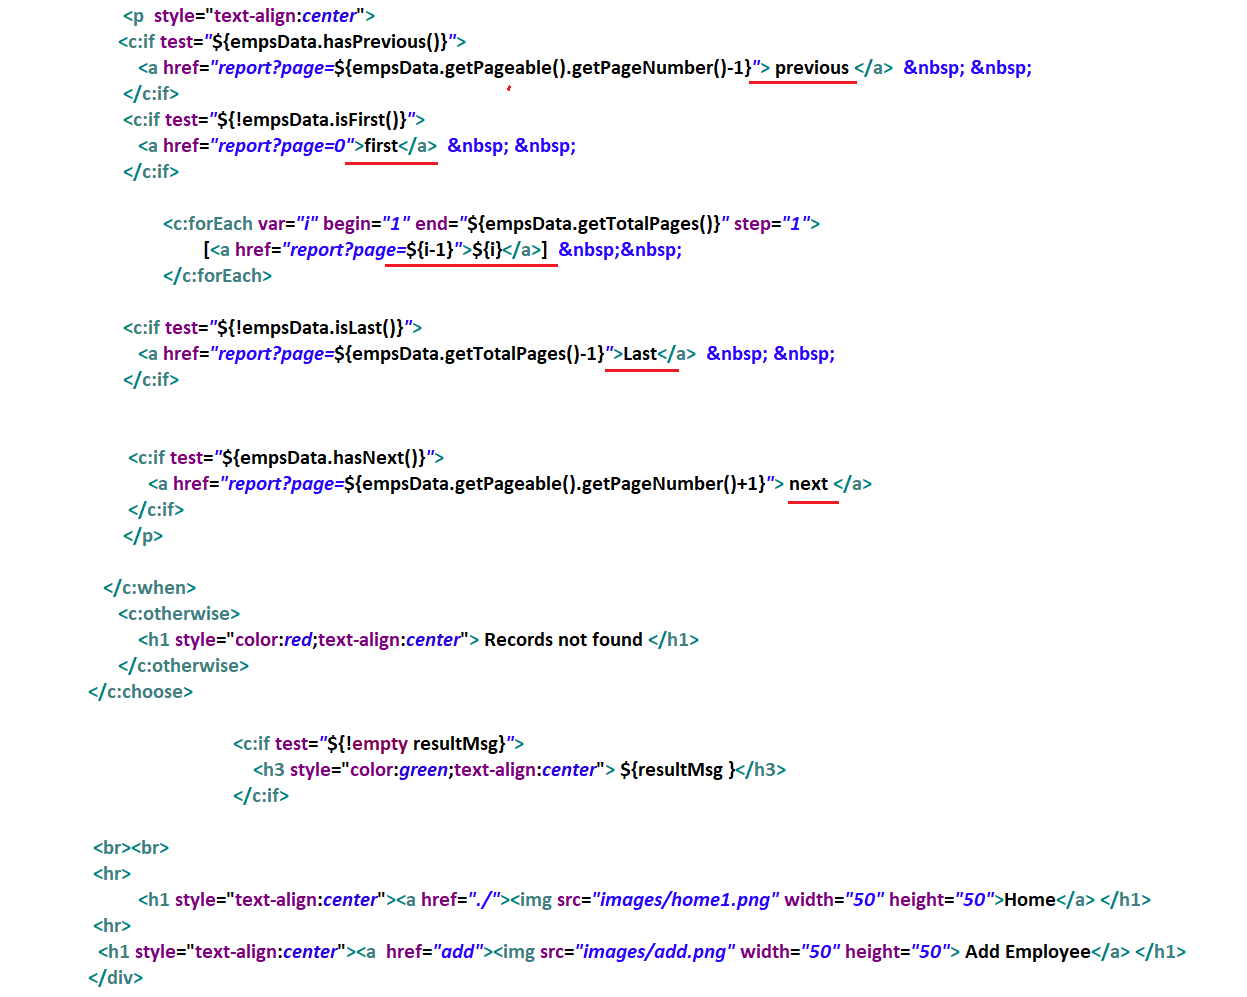 <p  style="text-align:center">
<c:if test="${empsData.hasPrevious()}">
<a href="report?page=${empsData.getPageable().getPageNumber()-1}"> previous </a>  &nbsp; &nbsp;
</c:if>
<c:if test="${!empsData.isFirst()}">
<a href="report?page=0">first</a>  &nbsp; &nbsp;
</c:if>
<c:forEach var="i" begin="1" end="${empsData.getTotalPages()}" step="1">
[<a href="report?page=${i-1}">${i}</a>]  &nbsp;&nbsp;
</c:forEach>
<c:if test="${!empsData.isLast()}">
<a href="report?page=${empsData.getTotalPages()-1}">Last</a>  &nbsp; &nbsp;
</c:if>
<c:if test="${empsData.hasNext()}">
<a href="report?page=${empsData.getPageable().getPageNumber()+1}"> next </a>
</c:if>
</p>
</c:when>
<c:otherwise>
<h1 style="color:red;text-align:center"> Records not found </h1>
</c:otherwise>
</c:choose>
<c:if test="${!empty resultMsg}">
<h3 style="color:green;text-align:center"> ${resultMsg }</h3>
</c:if>
<br><br>
<hr>
<h1 style="text-align:center"><a href="./"><img src="images/home1.png" width="50" height="50">Home</a> </h1>
<hr>
<h1 style="text-align:center"><a  href="add"><img src="images/add.png" width="50" height="50"> Add Employee</a> </h1>
</div>